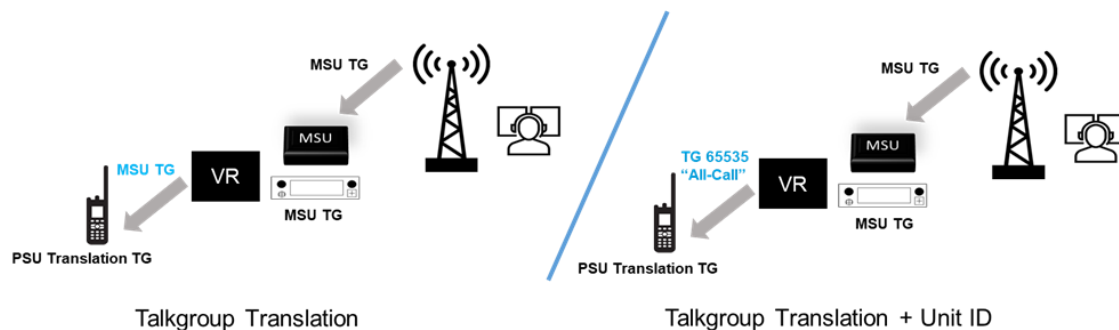 MSU TG
MSU
MSU TG
VR
MSU TG
PSU Translation TG
Talkgroup Translation
MSU TG
MSU
TG 65535
“All-Call”
VR
MSU TG
PSU Translation TG
Talkgroup Translation + Unit ID